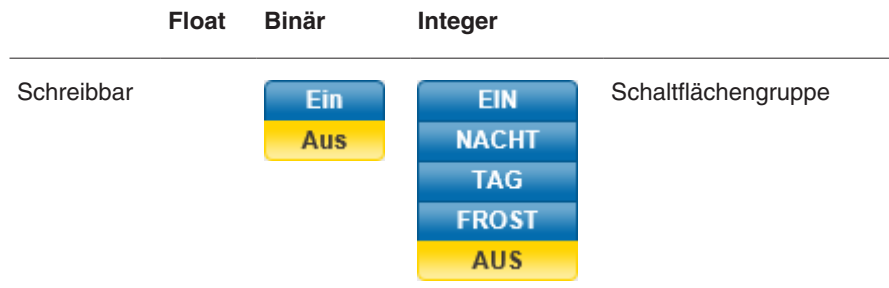 Float Binär Integer
Schreibbar Ein EIN Schaltflächengruppe
Aus NACHT
TAG
FROST
AUS